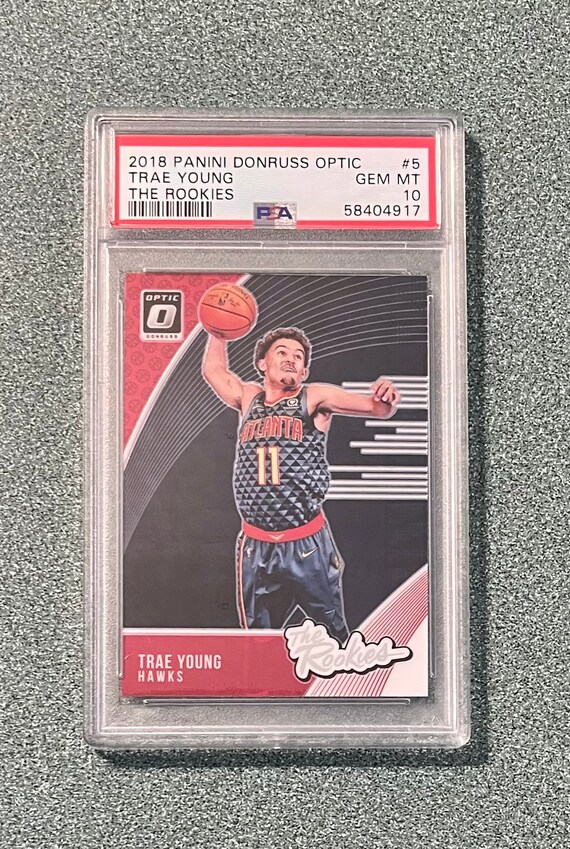 2018 PANINI DONRUSS OPTIC #5
TRAE YOUNG GEM MT
THE ROOKIES 10
PSA 58404917
OPTIC
DONRUSS
ATLANTA
11
The
Rookies
TRAE YOUNG
HAWKS